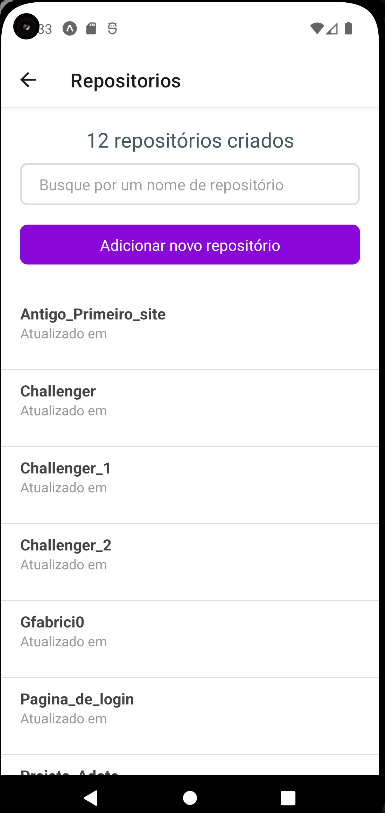 33
Repositorios
12 repositórios criados
Busque por um nome de repositório
Adicionar novo repositório
Antigo_Primeiro_site
Atualizado em
Challenger
Atualizado em
Challenger_1
Atualizado em
Challenger_2
Atualizado em
Gfabrici0
Atualizado em
Pagina_de_login
Atualizado em